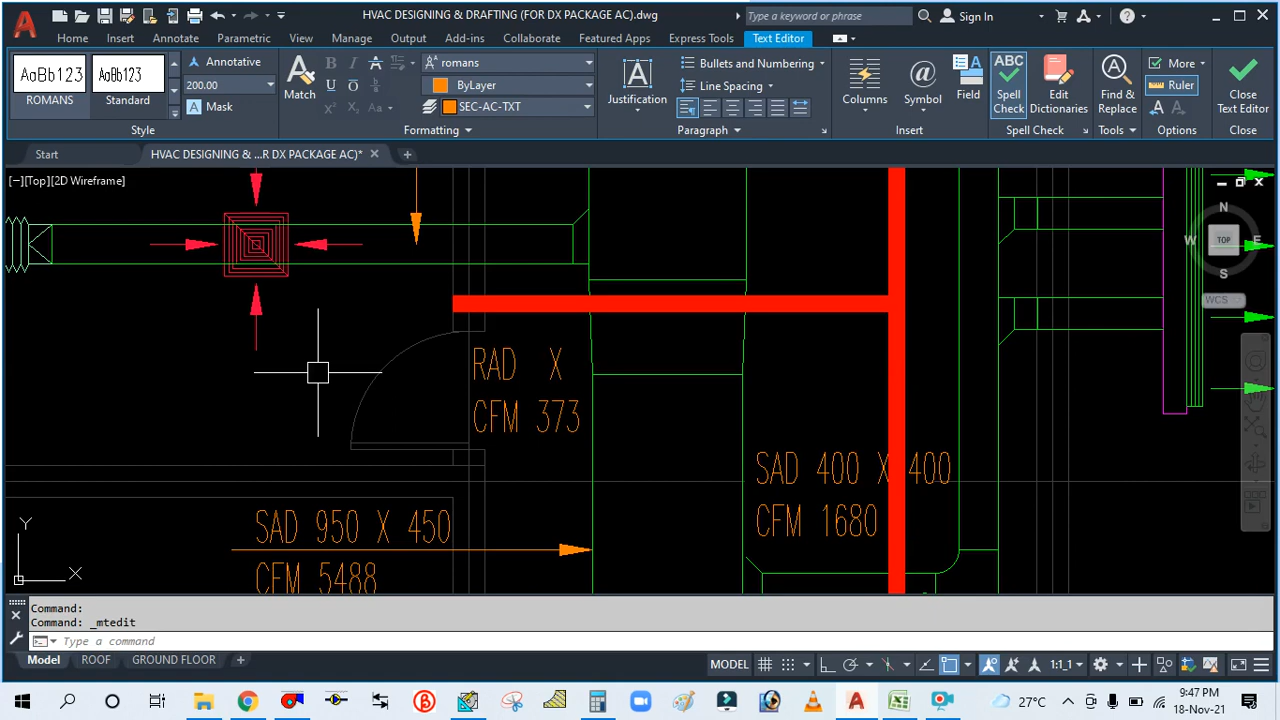 HVAC DESIGNING & DRAFTING (FOR DX PACKAGE AC).dwg
Type a keyword or phrase
Sign In
Home Insert Annotate Parametric View Manage Output Add-ins Collaborate Featured Apps Express Tools Text Editor
AaBb123 AaBb123
ROMANS Standard
Annotative
200.00
Mask
Style
Match
romans
ByLayer
SEC-AC-TXT
Formatting
Justification
Bullets and Numbering
Line Spacing
Paragraph
Columns
Symbol
Field
Insert
ABC
Spell Check
Edit Dictionaries
Spell Check
Find & Replace
Tools
More
Ruler
Options
Close Text Editor
Close
Start
HVAC DESIGNING & ...R DX PACKAGE AC)*
[−][Top][2D Wireframe]
N
W TOP E
S
WCS
RAD X
CFM 373
SAD 400 X 400
CFM 1680
SAD 950 X 450
CFM 5488
Y
X
Command:
Command: _mtedit
Type a command
Model ROOF GROUND FLOOR
MODEL
1:1_1
27°C
9:47 PM
18-Nov-21